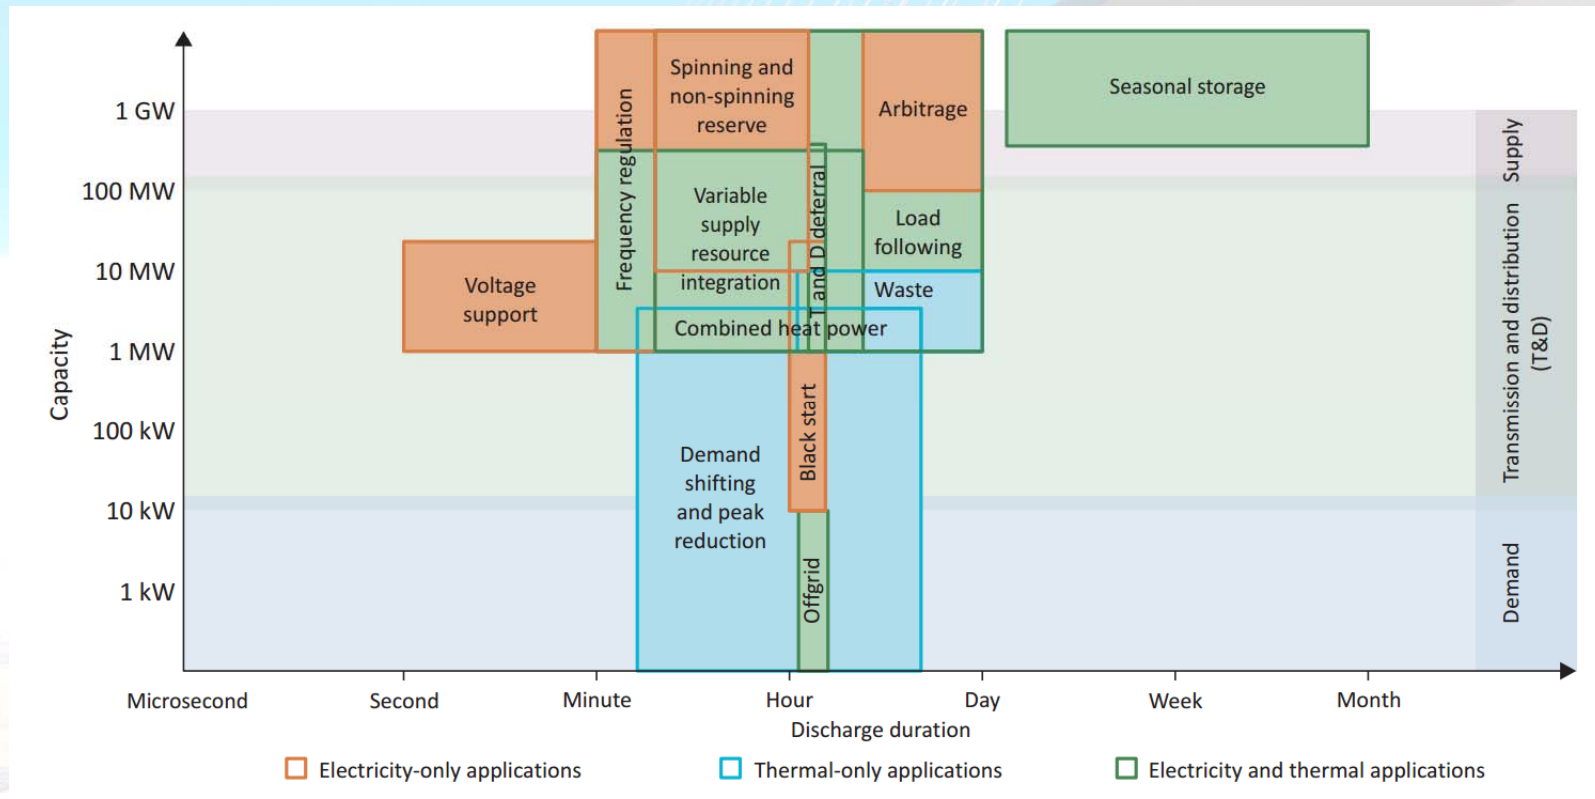 1 GW
100 MW
10 MW
1 MW
100 kW
10 kW
1 kW
Capacity
Frequency regulation
Spinning and
non-spinning
reserve
Arbitrage
Seasonal storage
Variable
supply
resource
integration
T and D deferral
Load
following
Voltage
support
Waste
Combined heat power
Demand
shifting
and peak
reduction
Black start
Offgrid
Supply
Transmission and distribution
(T&D)
Demand
Microsecond
Second
Minute
Hour
Day
Week
Month
Discharge duration
Electricity-only applications
Thermal-only applications
Electricity and thermal applications